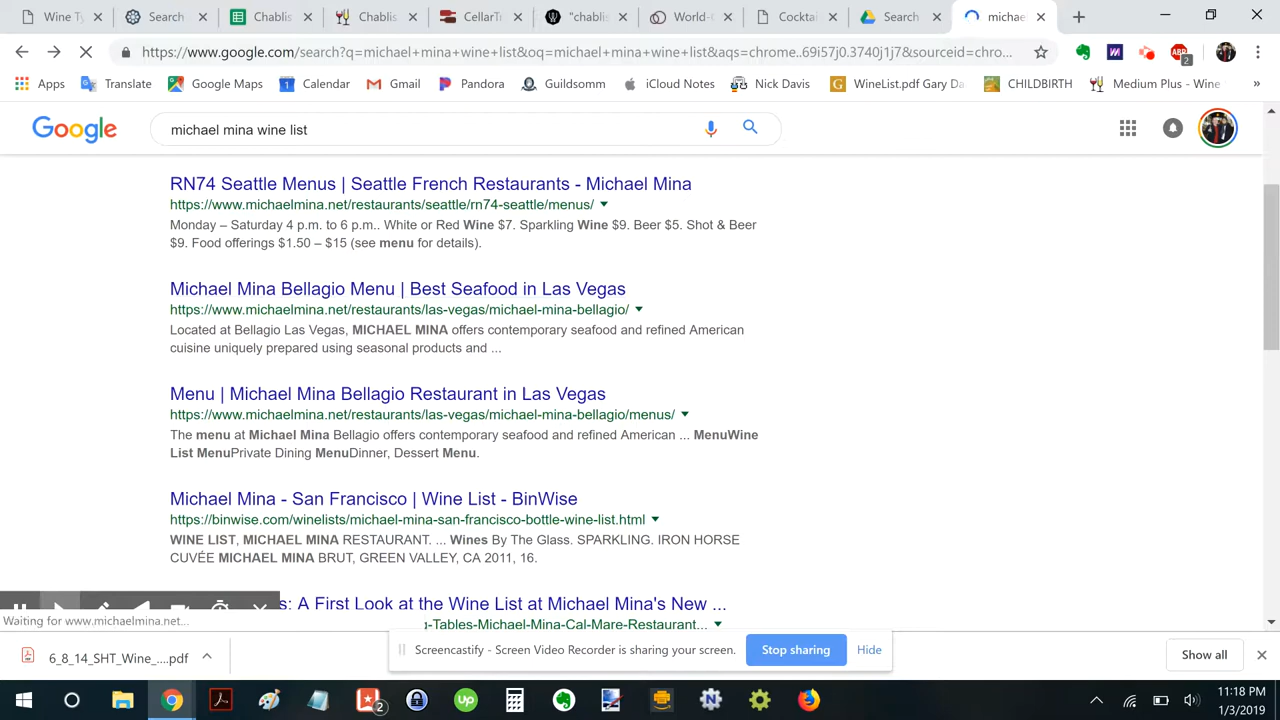 Wine Ty
Search
Chablis
Chablis
CellarTr
"chablis
World-C
Cocktai
Search
michae
https://www.google.com/search?q=michael+mina+wine+list&oq=michael+mina+wine+list&aqs=chrome..69i57j0.3740j1j7&sourceid=chro...
ABP
2
Apps
Translate
Google Maps
Calendar
Gmail
Pandora
Guildsomm
iCloud Notes
Nick Davis
WineList.pdf Gary Da
CHILDBIRTH
Medium Plus - Wine
»
Google
michael mina wine list
RN74 Seattle Menus | Seattle French Restaurants - Michael Mina
https://www.michaelmina.net/restaurants/seattle/rn74-seattle/menus/
Monday – Saturday 4 p.m. to 6 p.m.. White or Red Wine $7. Sparkling Wine $9. Beer $5. Shot & Beer
$9. Food offerings $1.50 – $15 (see menu for details).
Michael Mina Bellagio Menu | Best Seafood in Las Vegas
https://www.michaelmina.net/restaurants/las-vegas/michael-mina-bellagio/
Located at Bellagio Las Vegas, MICHAEL MINA offers contemporary seafood and refined American
cuisine uniquely prepared using seasonal products and ...
Menu | Michael Mina Bellagio Restaurant in Las Vegas
https://www.michaelmina.net/restaurants/las-vegas/michael-mina-bellagio/menus/
The menu at Michael Mina Bellagio offers contemporary seafood and refined American ... MenuWine
List MenuPrivate Dining MenuDinner, Dessert Menu.
Michael Mina - San Francisco | Wine List - BinWise
https://binwise.com/winelists/michael-mina-san-francisco-bottle-wine-list.html
WINE LIST, MICHAEL MINA RESTAURANT. ... Wines By The Glass. SPARKLING. IRON HORSE
CUVÉE MICHAEL MINA BRUT, GREEN VALLEY, CA 2011, 16.
s: A First Look at the Wine List at Michael Mina's New ...
-Tables-Michael-Mina-Cal-Mare-Restaurant...
Waiting for www.michaelmina.net...
6_8_14_SHT_Wine_....pdf
Screencastify - Screen Video Recorder is sharing your screen.
Stop sharing
Hide
Show all
2
Up
N
11:18 PM
1/3/2019